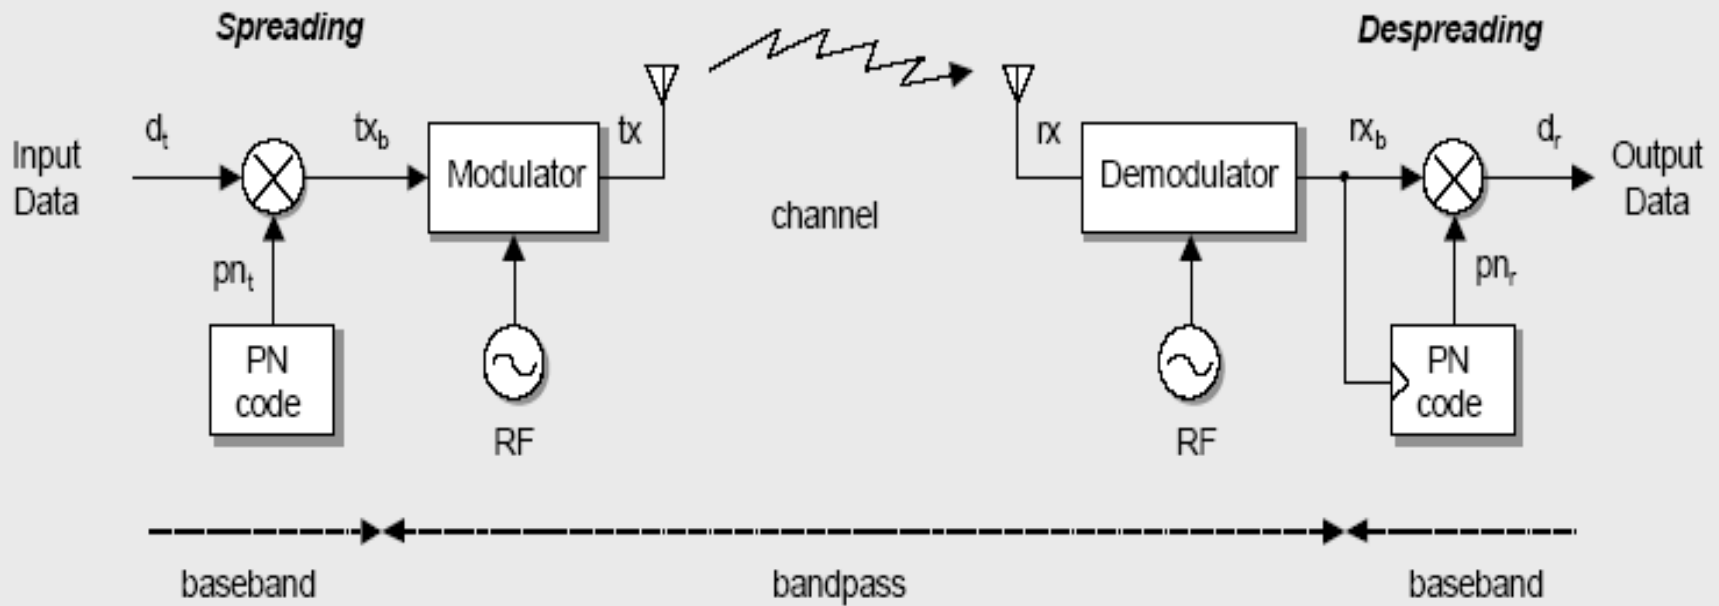 Spreading
Despreading
Input
Data
dₜ
txb
Modulator
tx
channel
rx
Demodulator
rxb
dᵣ
Output
Data
pnₜ
pnᵣ
PN
code
RF
RF
PN
code
baseband
bandpass
baseband